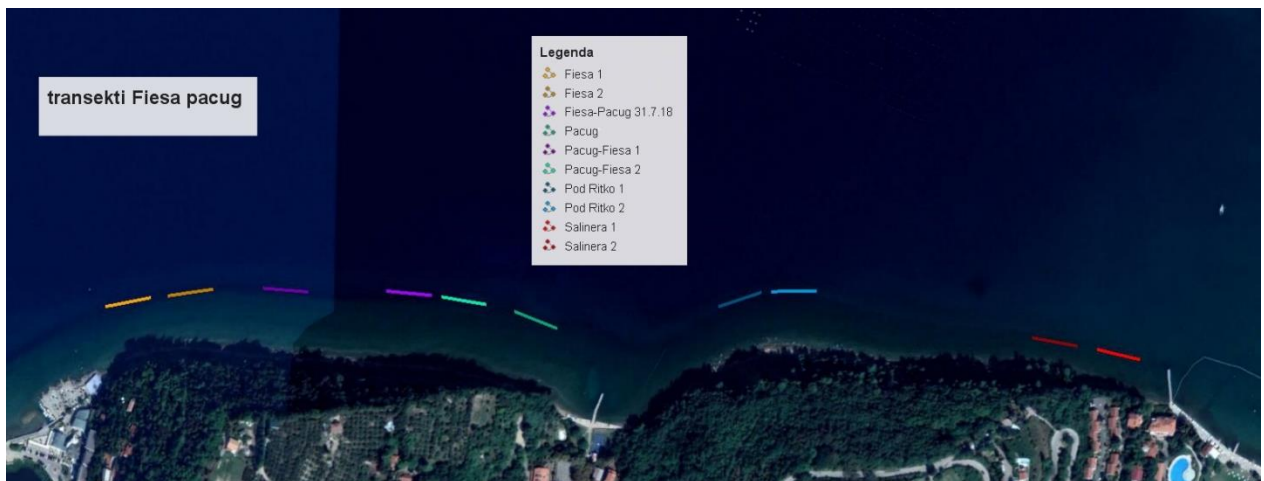 transekti Fiesa pacug
Legenda
Fiesa 1
Fiesa 2
Fiesa-Pacug 31.7.18
Pacug
Pacug-Fiesa 1
Pacug-Fiesa 2
Pod Ritko 1
Pod Ritko 2
Salinera 1
Salinera 2